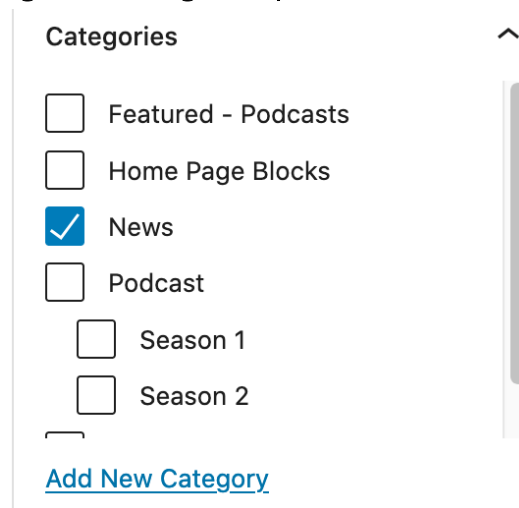 Categories
Featured - Podcasts
Home Page Blocks
News
Podcast
Season 1
Season 2
Add New Category